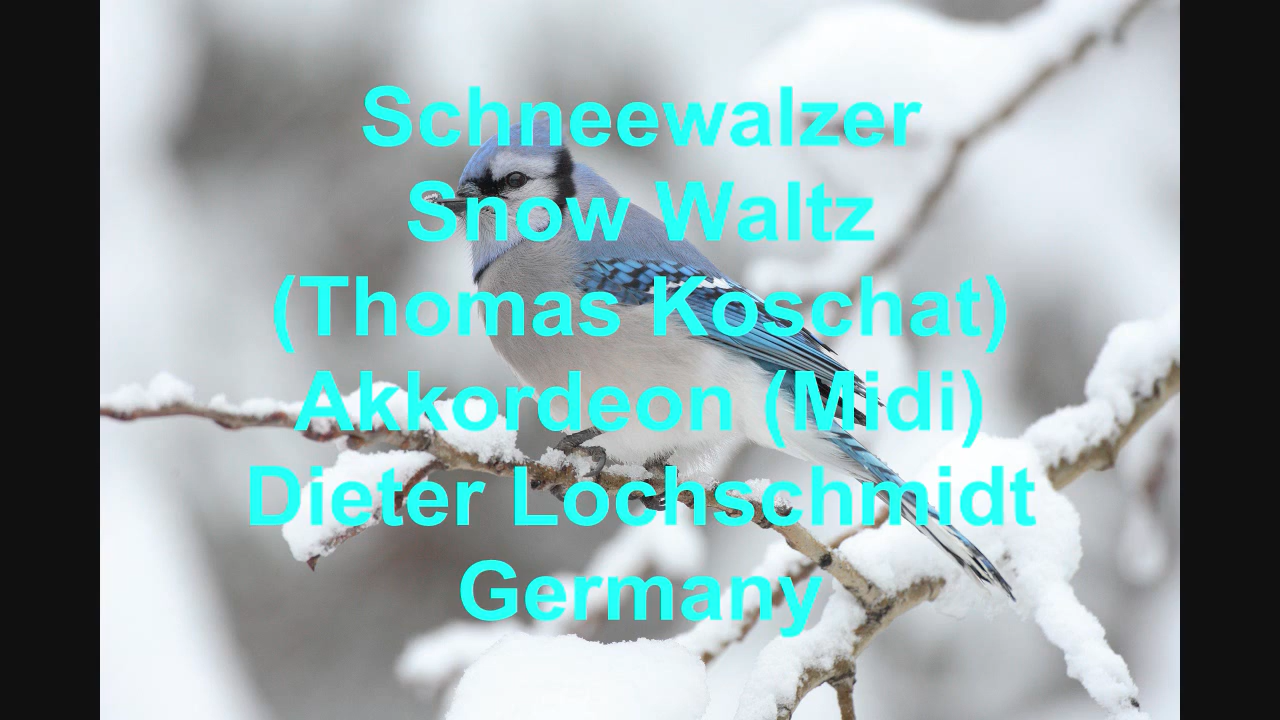 Schneewalzer
Snow Waltz
(Thomas Koschat)
Akkordeon (Midi)
Dieter Lochschmidt
Germany